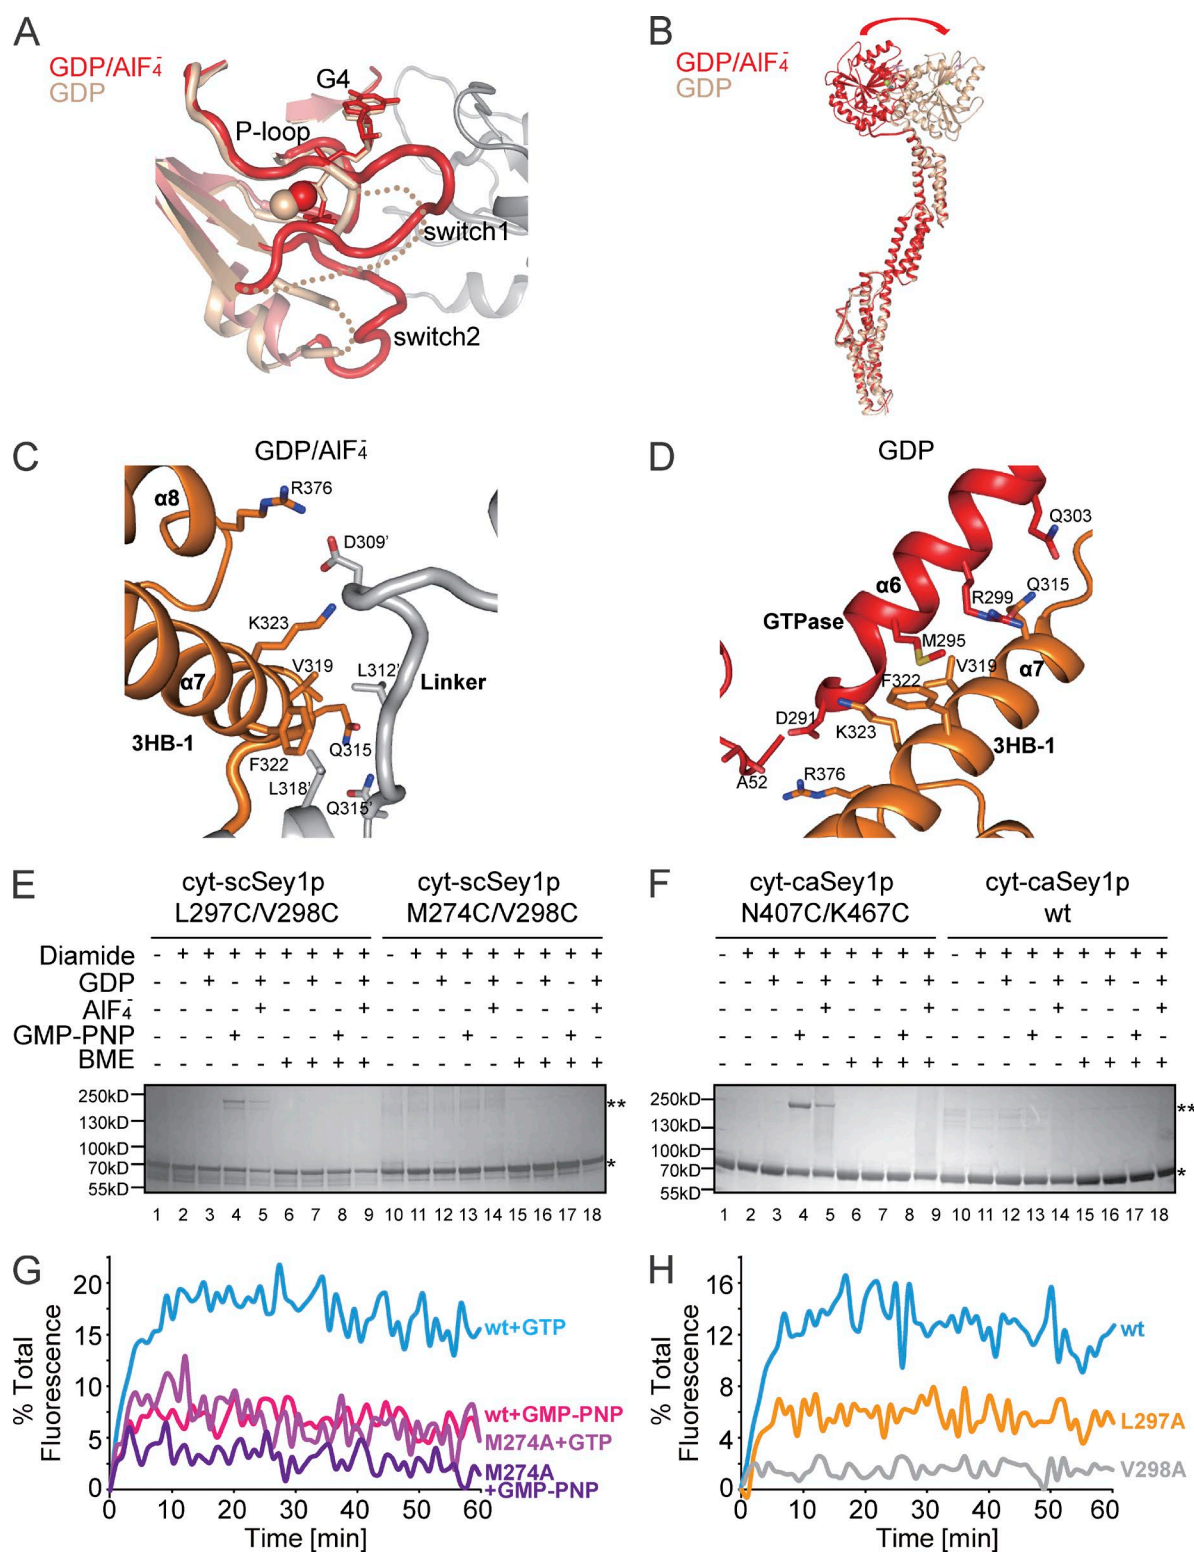 A
GDP/AlF4-
GDP
G4
P-loop
switch1
switch2
B
GDP/AlF4-
GDP
C
GDP/AlF4-
α8
R376
D309'
K323
V319
α7
L312'
Linker
3HB-1
Q315
F322
L318'
Q315'
D
GDP
Q303
α6
Q315
R299
GTPase
M295
V319
α7
F322
D291
K323
3HB-1
A52
R376
E
cyt-scSey1p cyt-scSey1p
L297C/V298C M274C/V298C
Diamide - + + + + + + + + - + + + + + + + +
GDP - - + - + - + - + - - + - + - + - +
AlF4- - - - - + - - - + - - - - + - - - +
GMP-PNP - - - + - - - + - - - - + - - - + -
BME - - - - - + + + + - - - - - + + + +
250kD
130kD
100kD
70kD
55kD
**
*
1 2 3 4 5 6 7 8 9 10 11 12 13 14 15 16 17 18
F
cyt-caSey1p cyt-caSey1p
N407C/K467C wt
- + + + + + + + + - + + + + + + + +
- - + - + - + - + - - + - + - + - +
- - - - + - - - + - - - - + - - - +
- - - + - - - + - - - - + - - - + -
- - - - - + + + + - - - - - + + + +
250kD
130kD
100kD
70kD
55kD
**
*
1 2 3 4 5 6 7 8 9 10 11 12 13 14 15 16 17 18
G
% Total
Fluorescence
20
15
10
5
0
wt+GTP
wt+GMP-PNP
M274A+GTP
M274A
+GMP-PNP
0 10 20 30 40 50 60
Time [min]
H
% Total
Fluorescence
16
12
8
4
0
wt
L297A
V298A
0 10 20 30 40 50 60
Time [min]